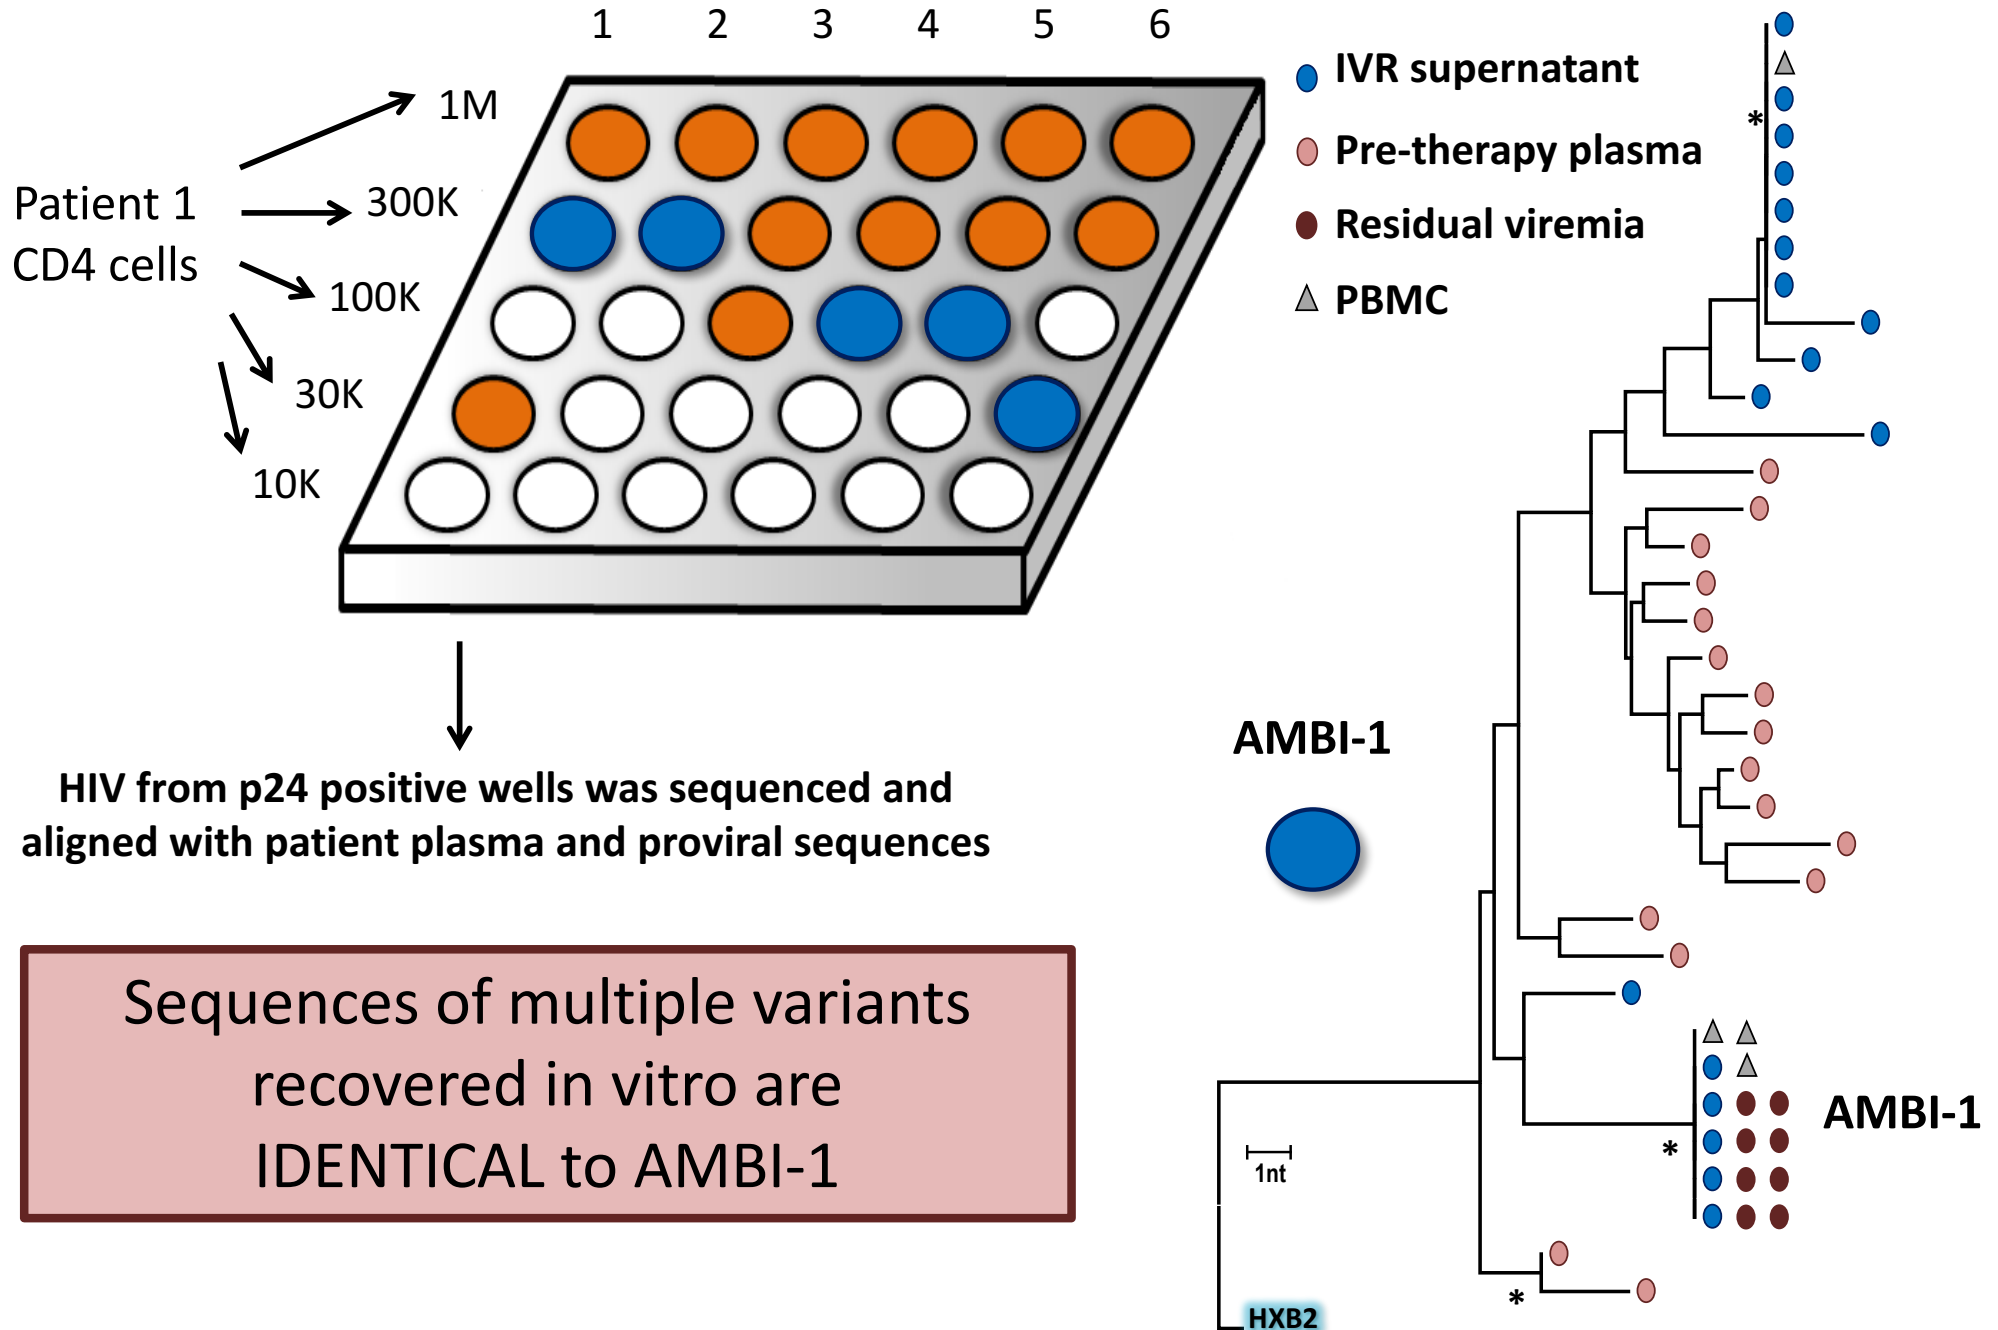 1 2 3 4 5 6
1M
300K
100K
30K
10K
Patient 1
CD4 cells
HIV from p24 positive wells was sequenced and
aligned with patient plasma and proviral sequences
Sequences of multiple variants
recovered in vitro are
IDENTICAL to AMBI-1
IVR supernatant
Pre-therapy plasma
Residual viremia
PBMC
*
AMBI-1
AMBI-1
*
1nt
*
HXB2